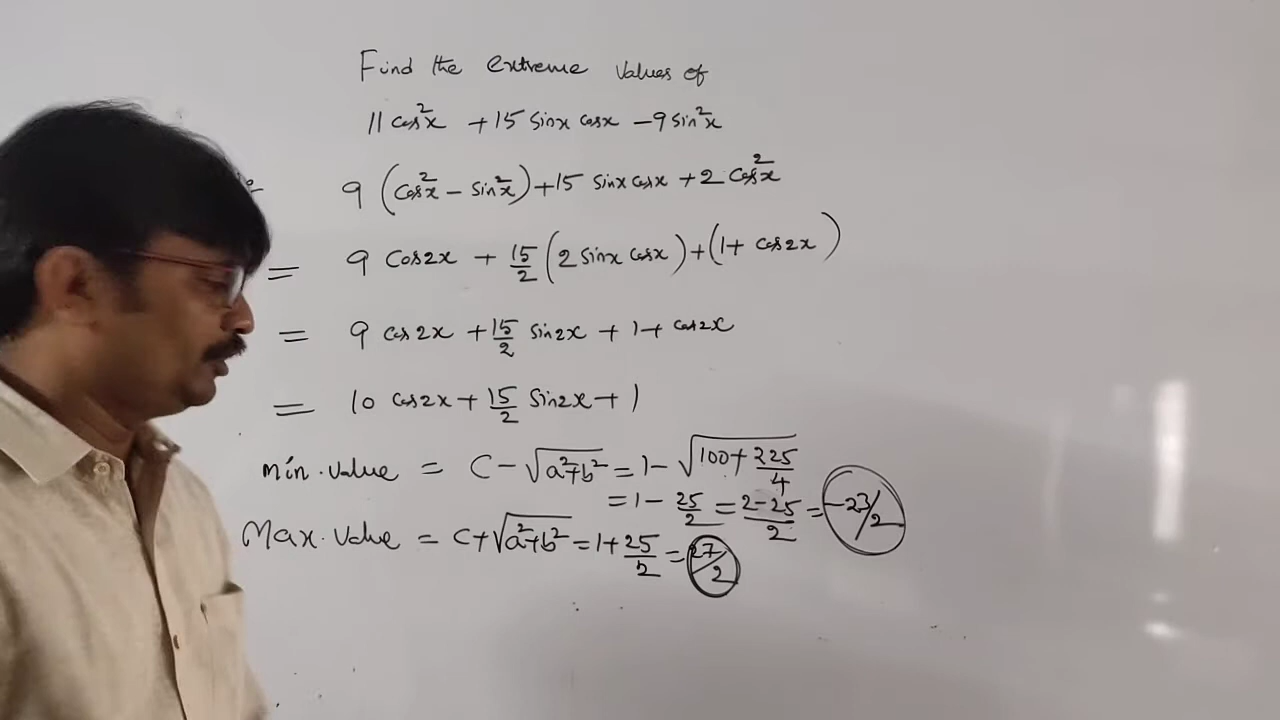 Find the extreme values of
11 cos²x + 15 sinx cosx − 9 sin²x
9 (cos²x − sin²x) + 15 sinx cosx + 2 cos²x
= 9 cos2x + 15/2 (2 sinx cosx) + (1 + cos2x)
= 9 cos2x + 15/2 sin2x + 1 + cos2x
= 10 cos2x + 15/2 sin2x + 1
min. value = C − √(a²+b²) = 1 − √(100 + 225/4)
= 1 − 25/2 = (2−25)/2 = −23/2
Max. value = C + √(a²+b²) = 1 + 25/2 = 27/2